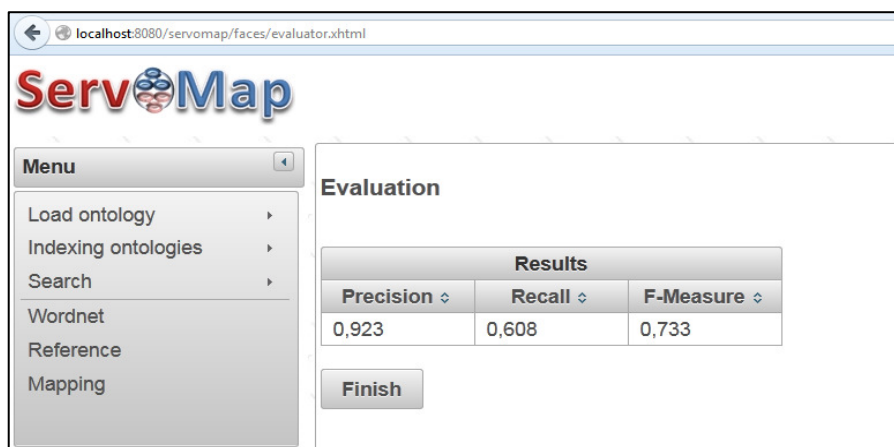 localhost:8080/servomap/faces/evaluator.xhtml
ServOMap
Menu
Load ontology
Indexing ontologies
Search
Wordnet
Reference
Mapping
Evaluation
Results
Precision Recall F-Measure
0,923 0,608 0,733
Finish